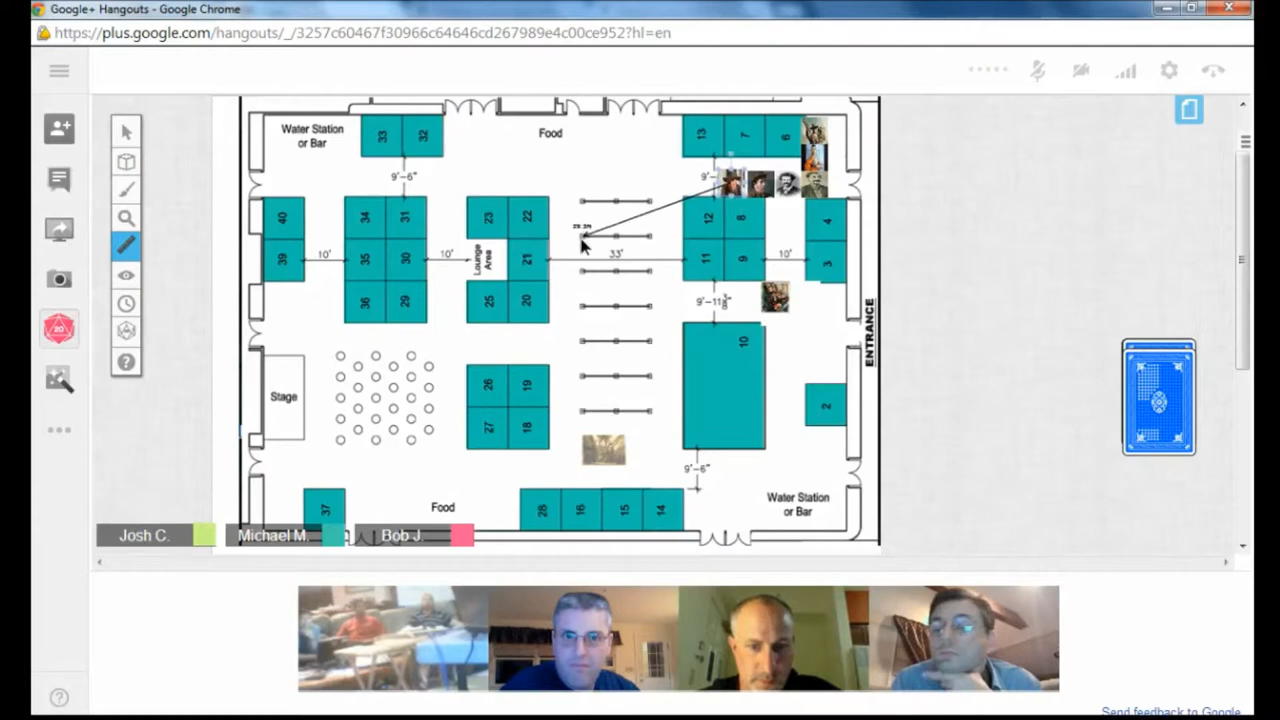 Google+ Hangouts - Google Chrome
https://plus.google.com/hangouts/_/3257c60467f30966c64646cd267989e4c00ce952?hl=en
Water Station
or Bar
33
32
Food
13
7
6
9'-6"
9'-
40
39
34
31
35
30
36
29
23
22
21
25
20
Lounge
Area
12
8
11
9
4
3
10'
10'
33'
10'
9'-11
10
ENTRANCE
Stage
26
19
27
18
2
9'-6"
37
Food
28
16
15
14
Water Station
or Bar
Josh C.
Michael M.
Bob J.
20
Send feedback to Google